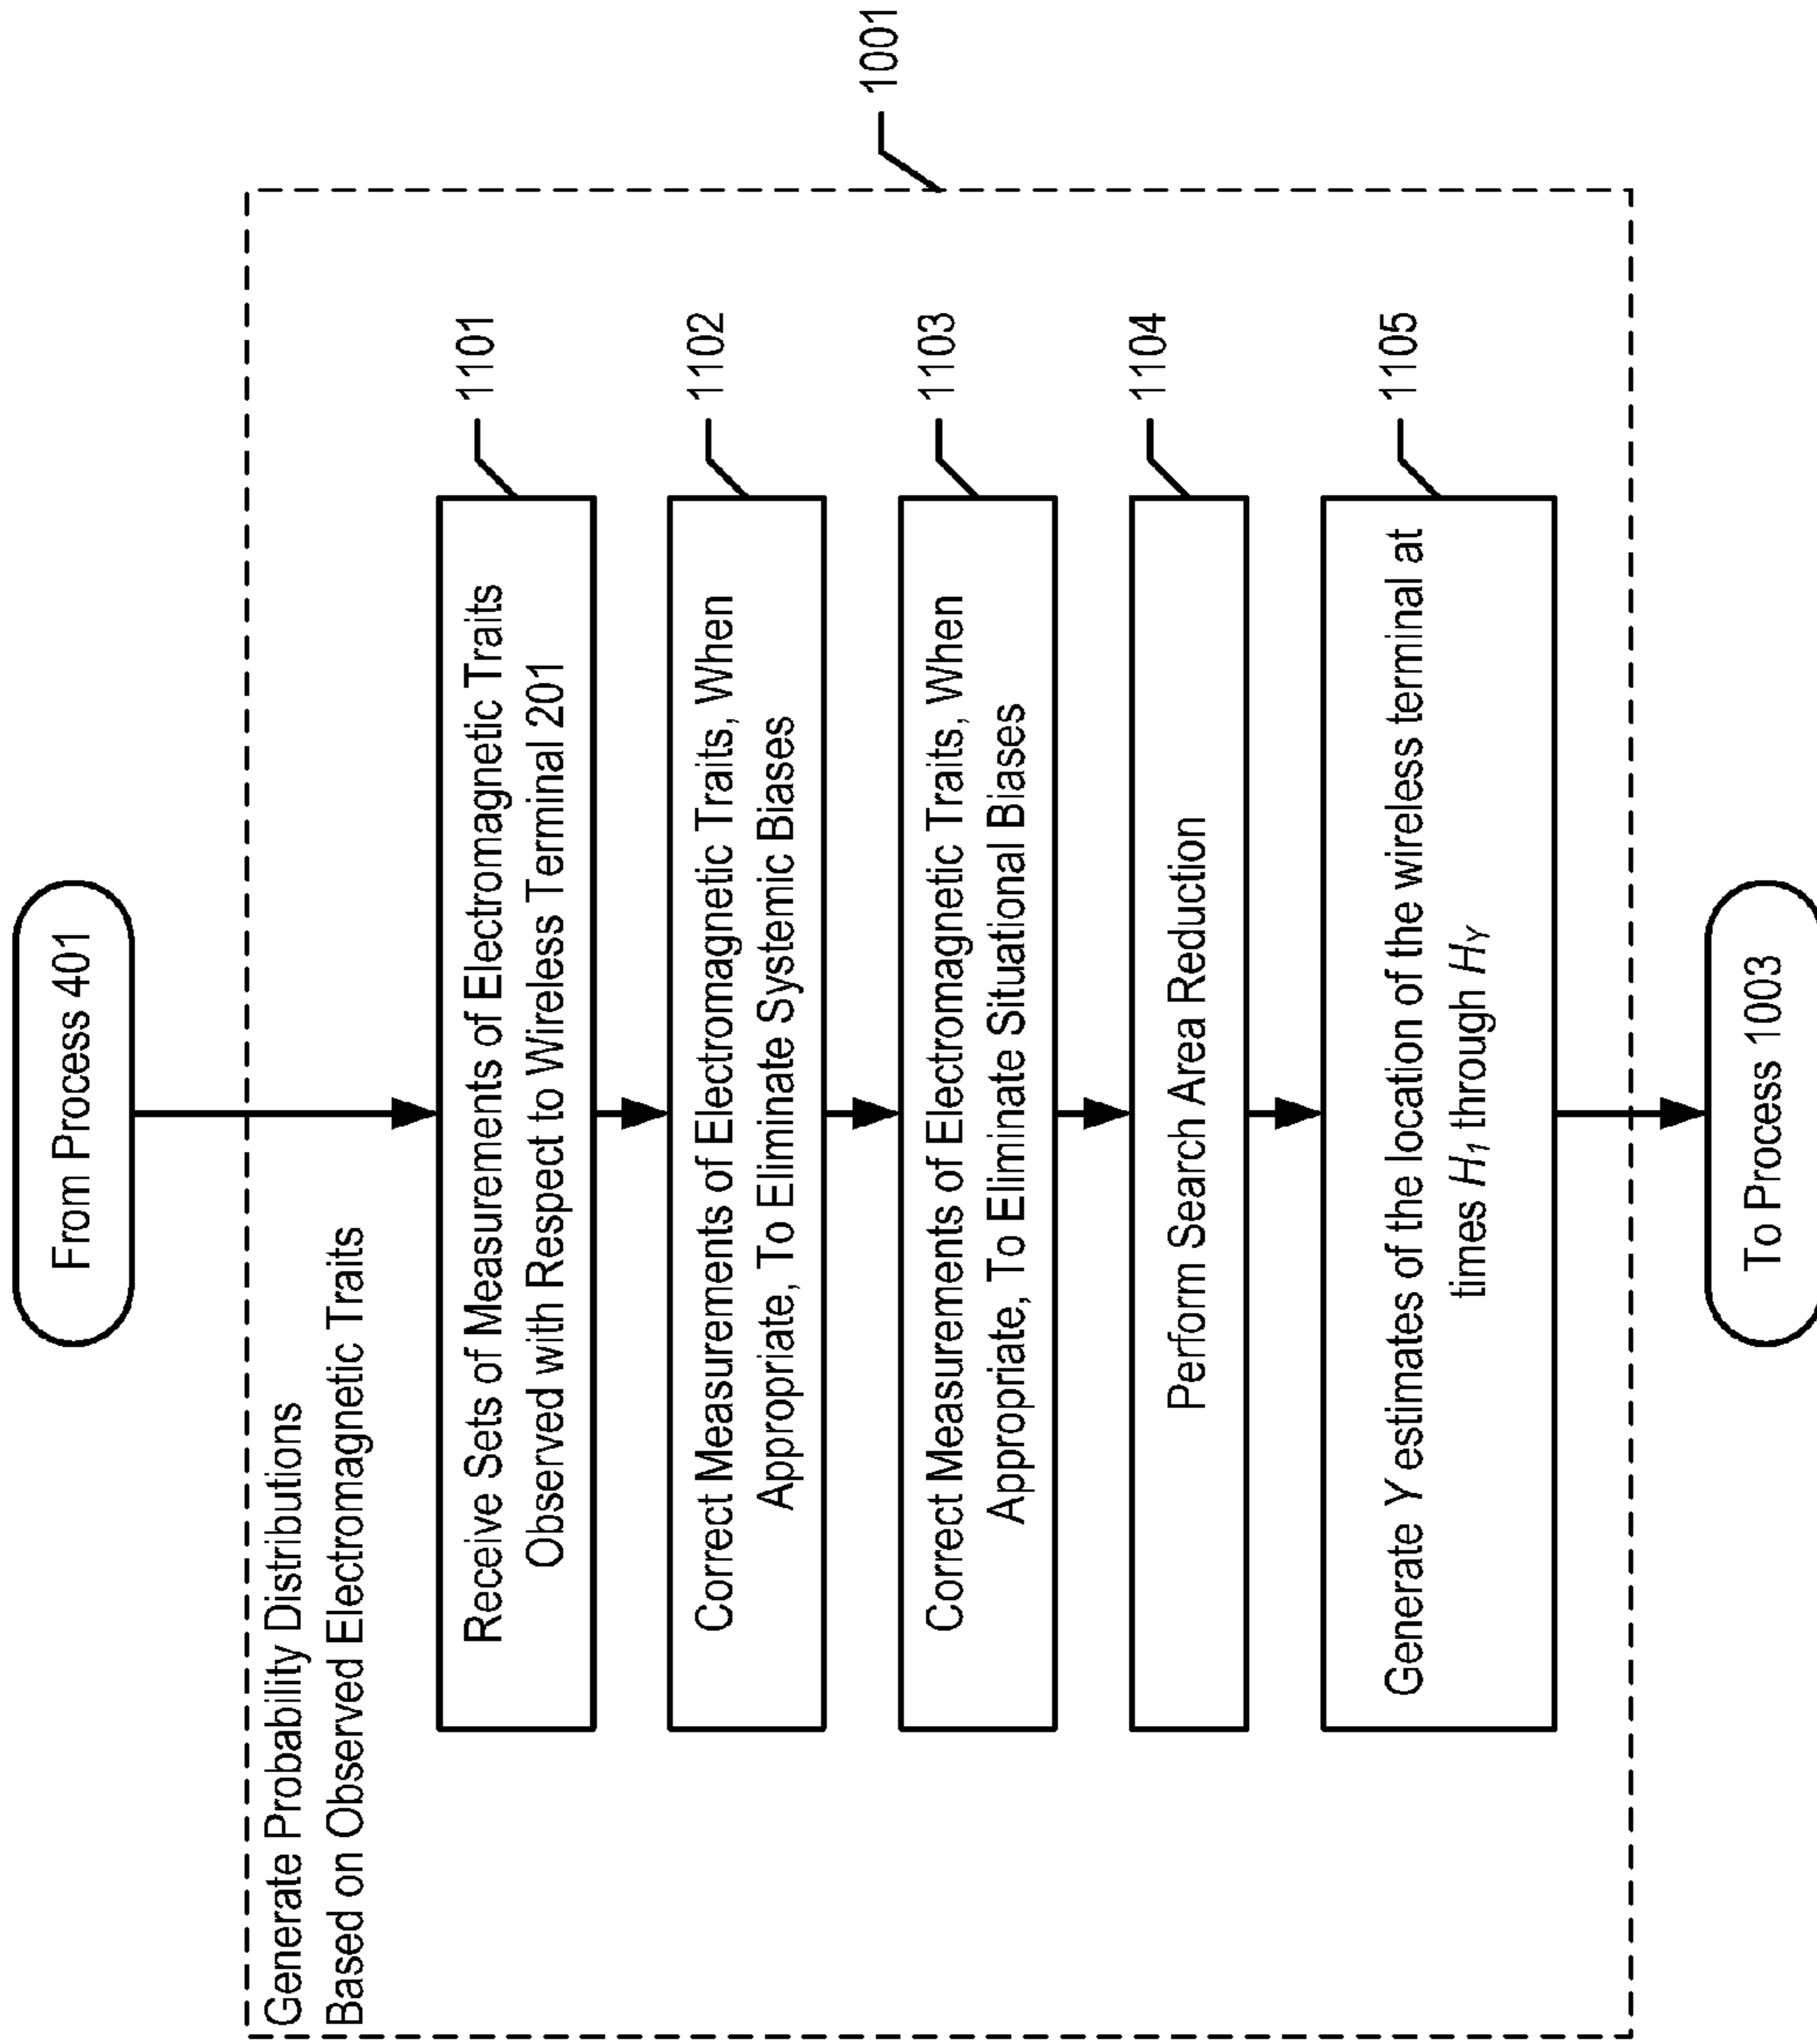 From Process 401
Generate Probability Distributions
Based on Observed Electromagnetic Traits
1001
Receive Sets of Measurements of Electromagnetic Traits
Observed with Respect to Wireless Terminal 201
1101
Correct Measurements of Electromagnetic Traits, When
Appropriate, To Eliminate Systemic Biases
1102
Correct Measurements of Electromagnetic Traits, When
Appropriate, To Eliminate Situational Biases
1103
Perform Search Area Reduction
1104
Generate Y estimates of the location of the wireless terminal at
times H1 through HY
1105
To Process 1003